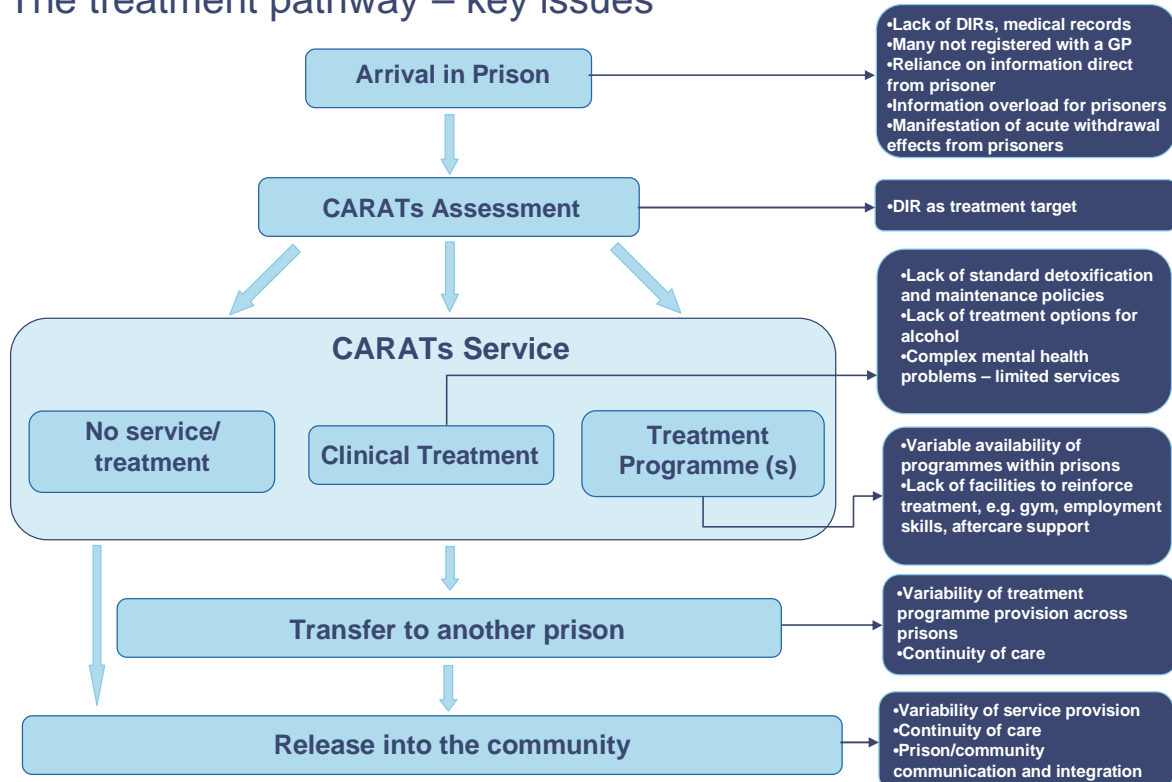 The treatment pathway – key issues
Arrival in Prison
•Lack of DIRs, medical records
•Many not registered with a GP
•Reliance on information direct
from prisoner
•Information overload for prisoners
•Manifestation of acute withdrawal
effects from prisoners
CARATs Assessment
•DIR as treatment target
CARATs Service
No service/
treatment
Clinical Treatment
Treatment
Programme (s)
•Lack of standard detoxification
and maintenance policies
•Lack of treatment options for
alcohol
•Complex mental health
problems – limited services
•Variable availability of
programmes within prisons
•Lack of facilities to reinforce
treatment, e.g. gym, employment
skills, aftercare support
Transfer to another prison
•Variability of treatment
programme provision across
prisons
•Continuity of care
Release into the community
•Variability of service provision
•Continuity of care
•Prison/community
communication and integration